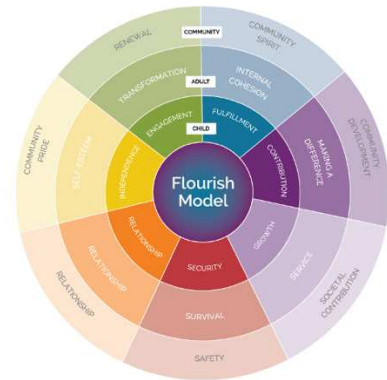 COMMUNITY
ADULT
CHILD
Flourish
Model
RENEWAL
TRANSFORMATION
ENGAGEMENT
COMMUNITY
SPIRIT
INTERNAL
COHESION
FULFILLMENT
COMMUNITY
DEVELOPMENT
MAKING A
DIFFERENCE
CONTRIBUTION
SOCIETAL
CONTRIBUTION
SERVICE
GROWTH
SAFETY
SURVIVAL
SECURITY
RELATIONSHIP
RELATIONSHIP
RELATIONSHIP
COMMUNITY
PRIDE
SELF-ESTEEM
INDEPENDENCE